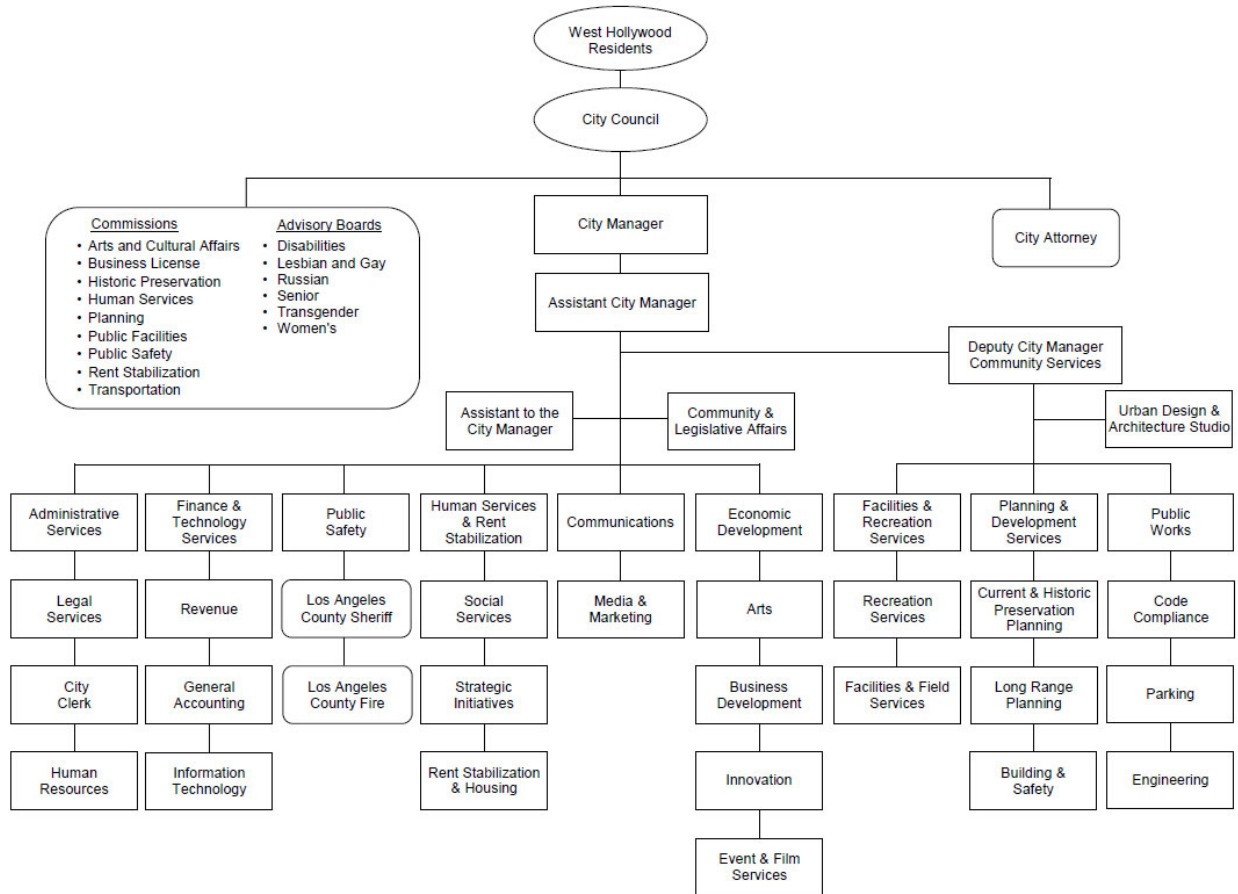 West Hollywood
Residents
City Council
Commissions
• Arts and Cultural Affairs
• Business License
• Historic Preservation
• Human Services
• Planning
• Public Facilities
• Public Safety
• Rent Stabilization
• Transportation
Advisory Boards
• Disabilities
• Lesbian and Gay
• Russian
• Senior
• Transgender
• Women's
City Manager
City Attorney
Assistant City Manager
Deputy City Manager
Community Services
Assistant to the
City Manager
Community &
Legislative Affairs
Urban Design &
Architecture Studio
Administrative
Services
Finance &
Technology
Services
Public
Safety
Human Services
& Rent
Stabilization
Communications
Economic
Development
Facilities &
Recreation
Services
Planning
& Development
Services
Public
Works
Legal
Services
Revenue
Los Angeles
County Sheriff
Social
Services
Media &
Marketing
Arts
Recreation
Services
Current & Historic
Preservation
Planning
Code
Compliance
City
Clerk
General
Accounting
Los Angeles
County Fire
Strategic
Initiatives
Business
Development
Facilities & Field
Services
Long Range
Planning
Parking
Human
Resources
Information
Technology
Rent Stabilization
& Housing
Innovation
Building &
Safety
Engineering
Event & Film
Services